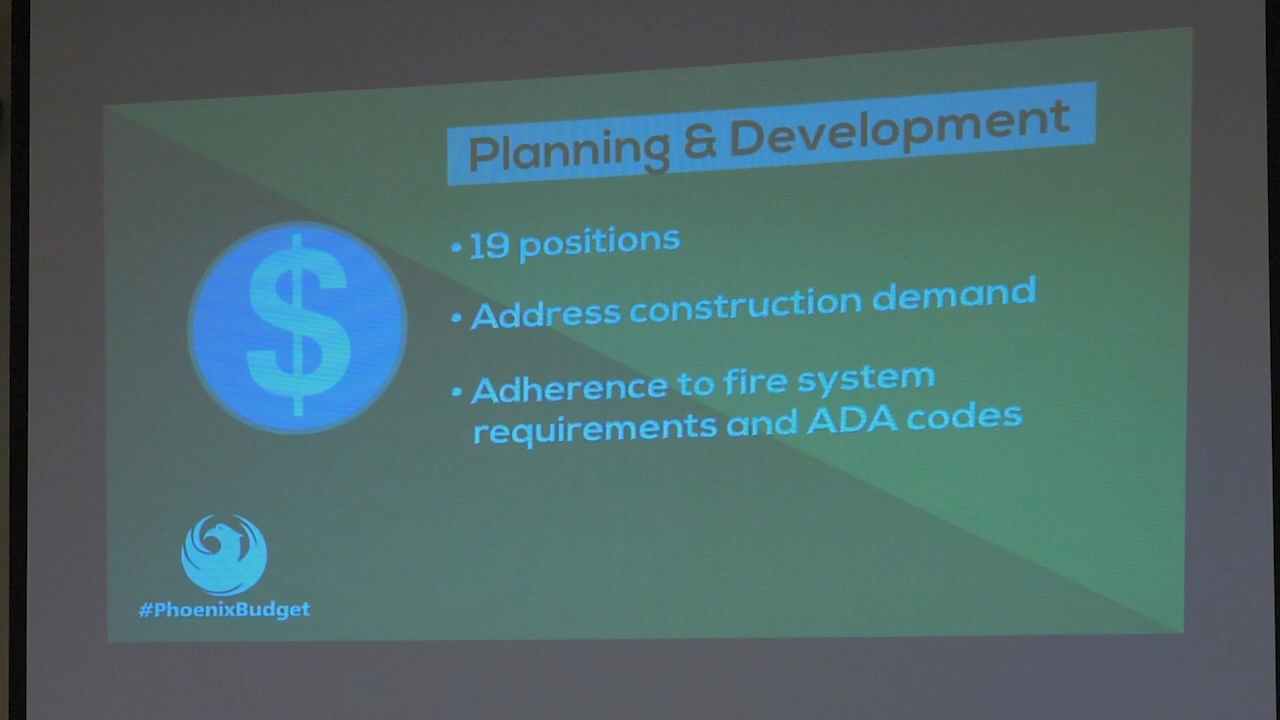 Planning & Development
• 19 positions
• Address construction demand
• Adherence to fire system
requirements and ADA codes
$
#PhoenixBudget